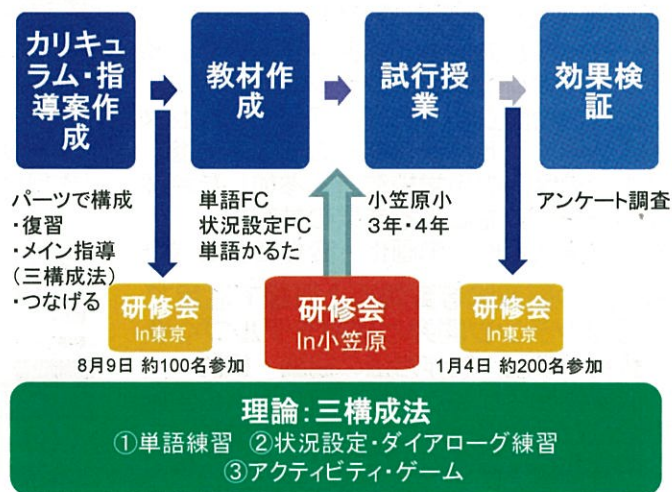 カリキュ
ラム・指
導案作
成
教材作
成
試行授
業
効果検
証
パーツで構成
・復習
・メイン指導
(三構成法)
・つなげる
単語FC
状況設定FC
単語かるた
小笠原小
3年・4年
アンケート調査
研修会
In東京
8月9日 約100名参加
研修会
In小笠原
研修会
In東京
1月4日 約200名参加
理論:三構成法
①単語練習 ②状況設定・ダイアローグ練習
③アクティビティ・ゲーム